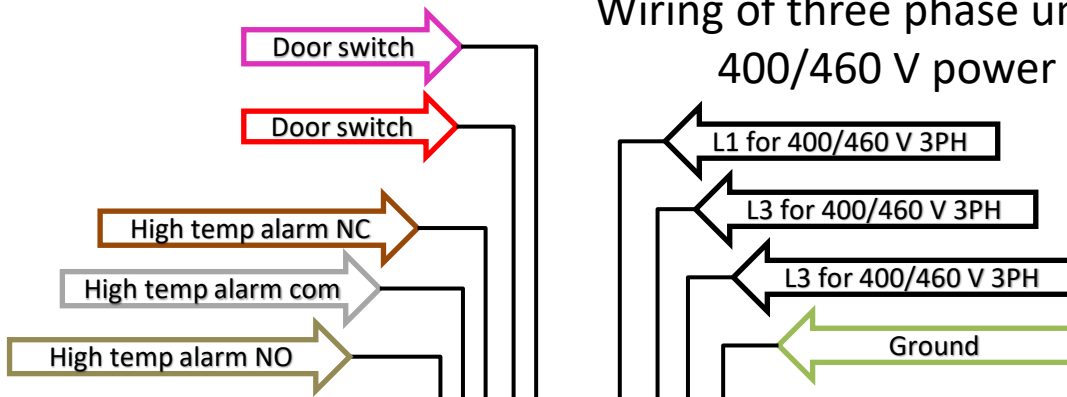 Wiring of three phase
400/460 V power
Door switch
Door switch
High temp alarm NC
High temp alarm com
High temp alarm NO
L1 for 400/460 V 3PH
L3 for 400/460 V 3PH
L3 for 400/460 V 3PH
Ground